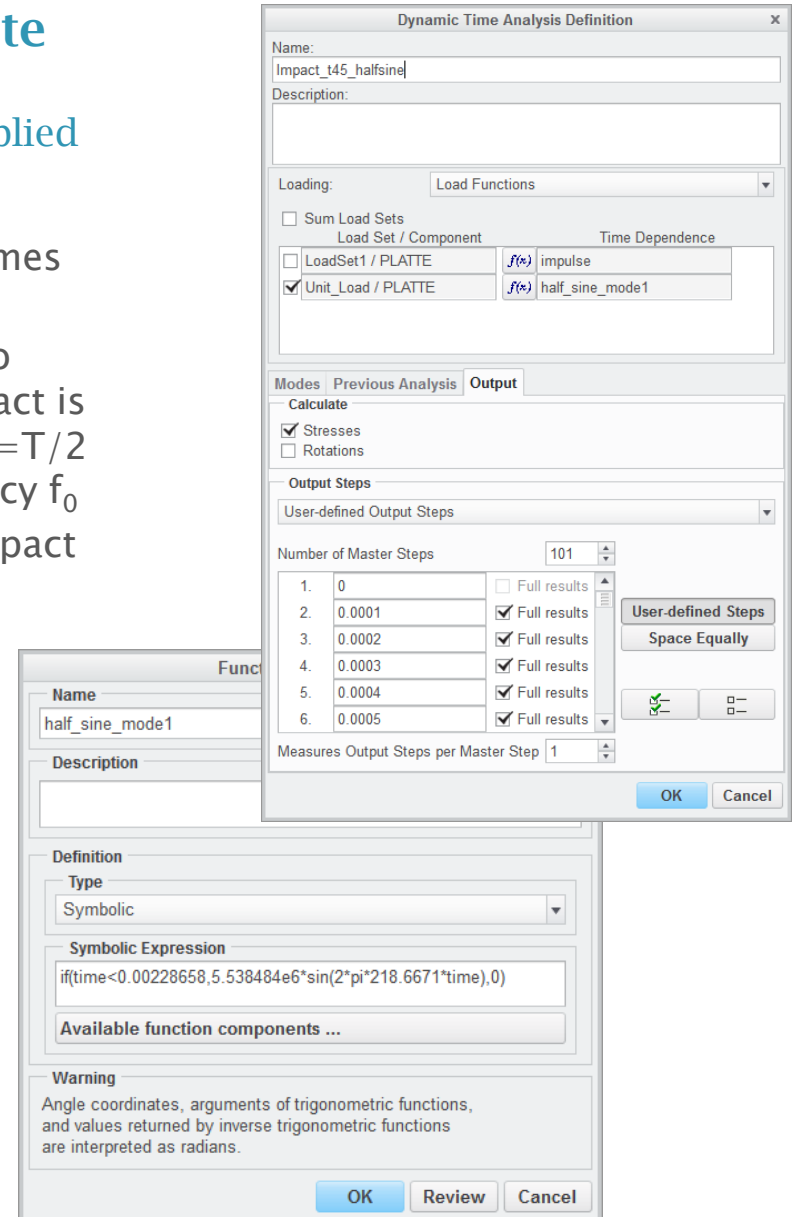 te
plied
mes
o
act is
=T/2
cy f₀
pact
Dynamic Time Analysis Definition x
Name:
Impact_t45_halfsine
Description:
Loading: Load Functions
Sum Load Sets
Load Set / Component Time Dependence
LoadSet1 / PLATTE f(x) impulse
Unit_Load / PLATTE f(x) half_sine_mode1
Modes Previous Analysis Output
Calculate
Stresses
Rotations
Output Steps
User-defined Output Steps
Number of Master Steps 101
1. 0 Full results
2. 0.0001 Full results
3. 0.0002 Full results
4. 0.0003 Full results
5. 0.0004 Full results
6. 0.0005 Full results
User-defined Steps
Space Equally
Measures Output Steps per Master Step 1
OK Cancel
Funct
Name
half_sine_mode1
Description
Definition
Type
Symbolic
Symbolic Expression
if(time<0.00228658,5.538484e6*sin(2*pi*218.6671*time),0)
Available function components ...
Warning
Angle coordinates, arguments of trigonometric functions,
and values returned by inverse trigonometric functions
are interpreted as radians.
OK Review Cancel